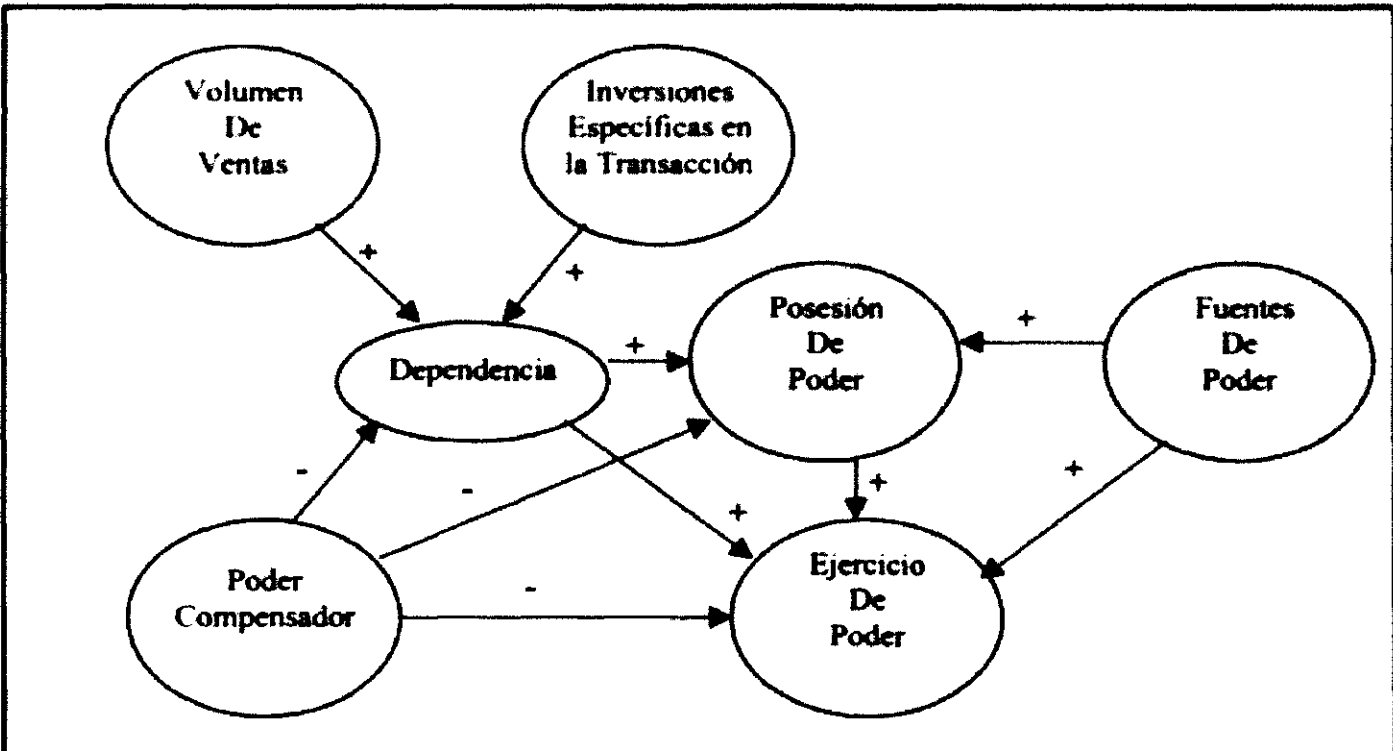 Volumen
De
Ventas
Inversiones
Específicas en
la Transacción
+
+
Dependencia
+
Posesión
De
Poder
+
Fuentes
De
Poder
-
-
+
+
+
Poder
Compensador
-
Ejercicio
De
Poder